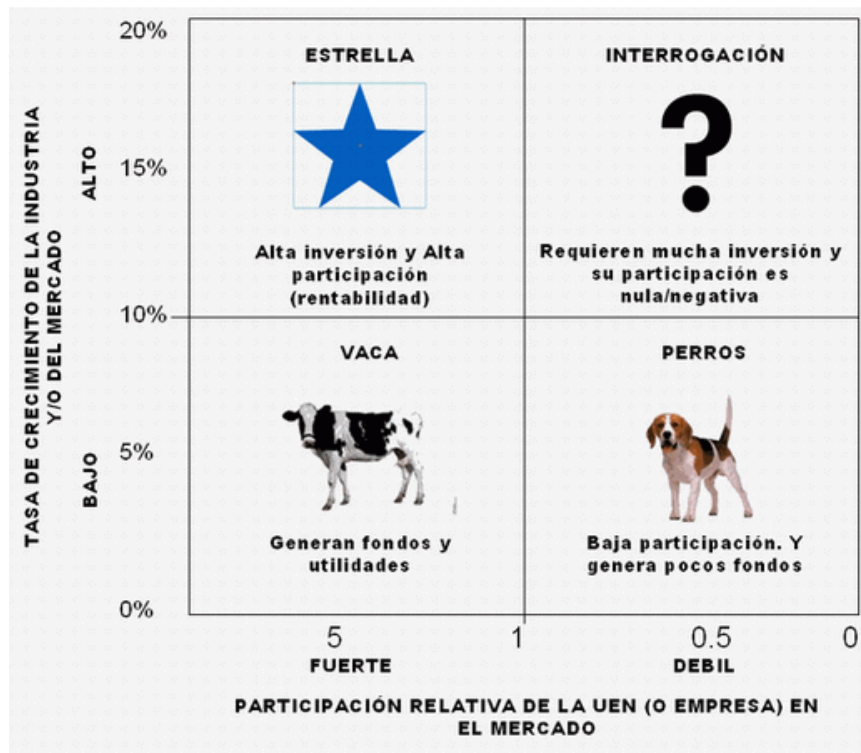 20%
ESTRELLA
INTERROGACIÓN
TASA DE CRECIMIENTO DE LA INDUSTRIA
Y/O DEL MERCADO
ALTO
15%
Alta inversión y Alta
participación
(rentabilidad)
Requieren mucha inversión y
su participación es
nula/negativa
10%
VACA
PERROS
BAJO
5%
Generan fondos y
utilidades
Baja participación. Y
genera pocos fondos
0%
5
1
0.5
0
FUERTE
DEBIL
PARTICIPACIÓN RELATIVA DE LA UEN (O EMPRESA) EN
EL MERCADO